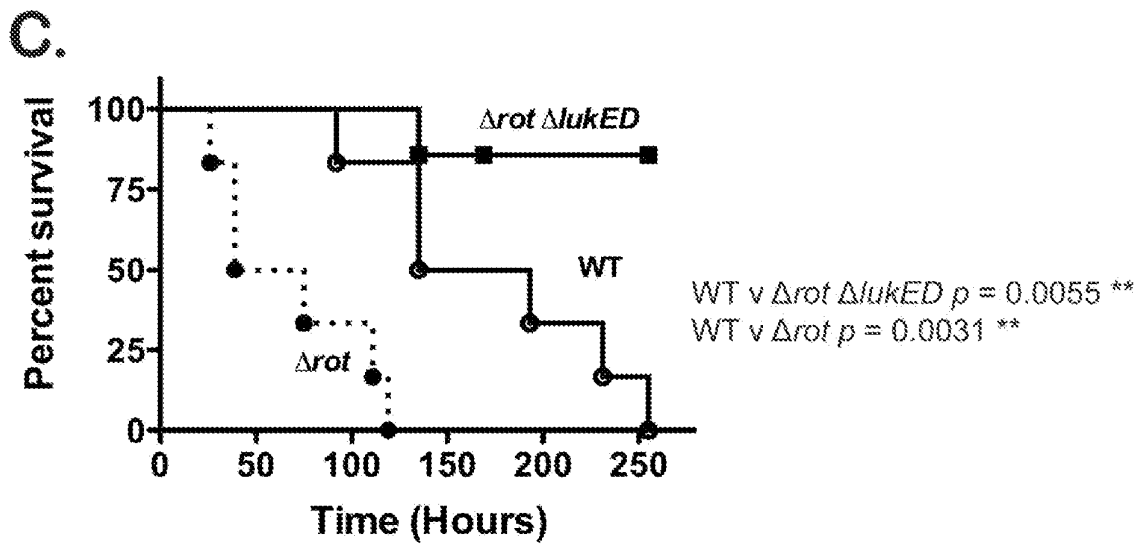 C.
Percent survival
100
75
50
25
0
Δrot ΔlukED
WT
Δrot
WT v Δrot ΔlukED p = 0.0055 **
WT v Δrot p = 0.0031 **
0 50 100 150 200 250
Time (Hours)